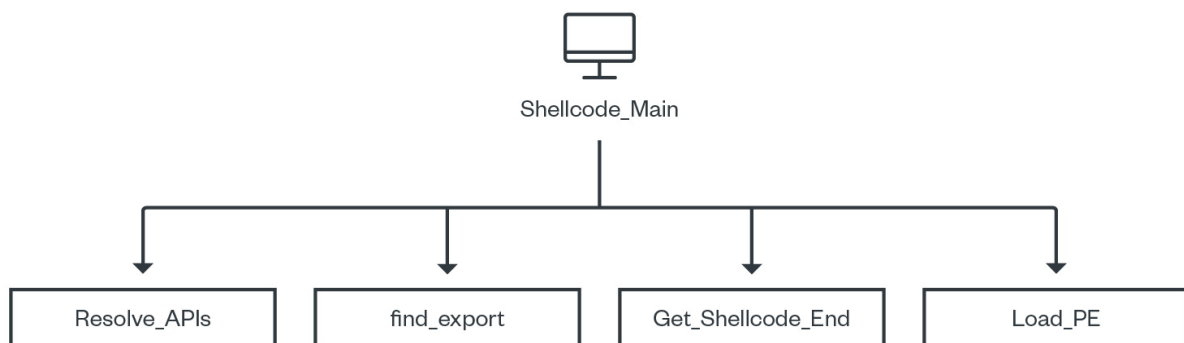 Shellcode_Main
Resolve_APIs
find_export
Get_Shellcode_End
Load_PE